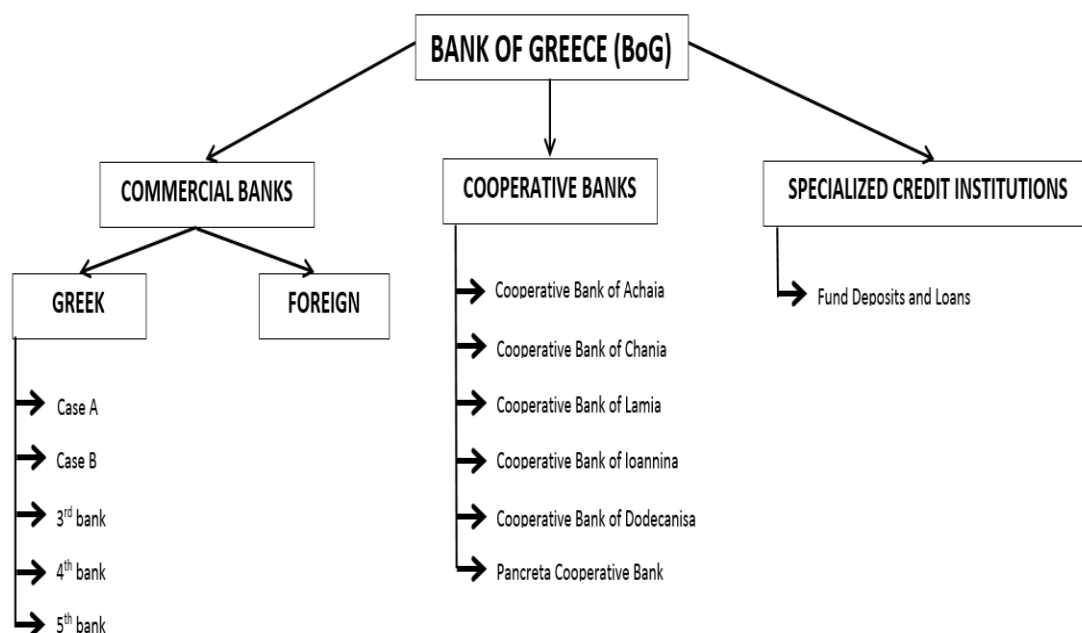 BANK OF GREECE (BoG)
COMMERCIAL BANKS
COOPERATIVE BANKS
SPECIALIZED CREDIT INSTITUTIONS
GREEK
FOREIGN
Case A
Case B
3rd bank
4th bank
5th bank
Cooperative Bank of Achaia
Cooperative Bank of Chania
Cooperative Bank of Lamia
Cooperative Bank of Ioannina
Cooperative Bank of Dodecanisa
Pancreta Cooperative Bank
Fund Deposits and Loans